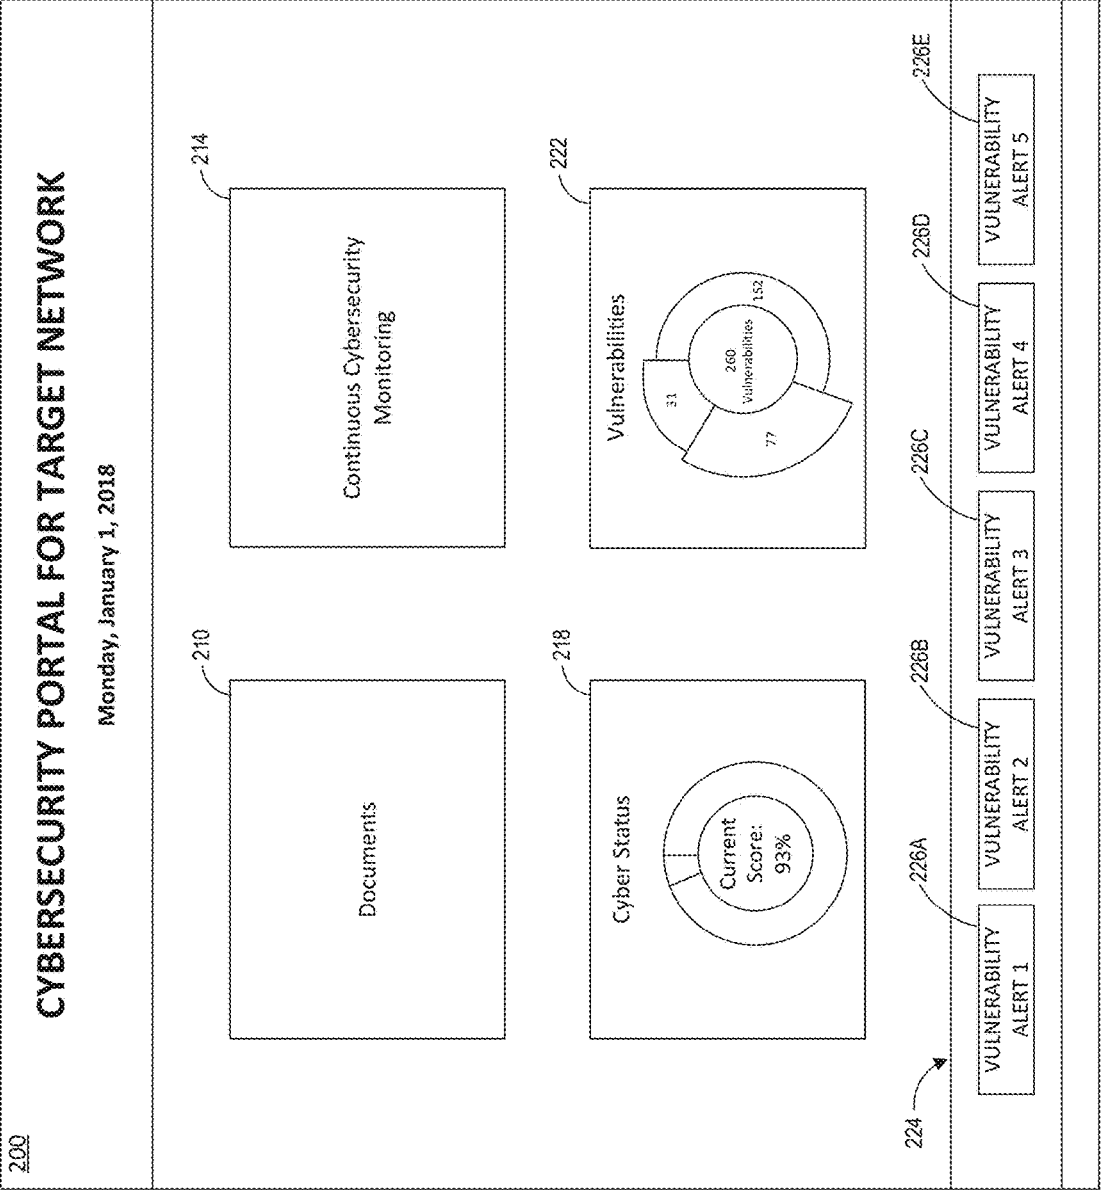 200
CYBERSECURITY PORTAL FOR TARGET NETWORK
Monday, January 1, 2018
210
Documents
214
Continuous Cybersecurity
Monitoring
218
Cyber Status
Current
Score:
93%
222
Vulnerabilities
31
152
260
Vulnerabilities
77
224
226A
VULNERABILITY
ALERT 1
226B
VULNERABILITY
ALERT 2
226C
VULNERABILITY
ALERT 3
226D
VULNERABILITY
ALERT 4
226E
VULNERABILITY
ALERT 5